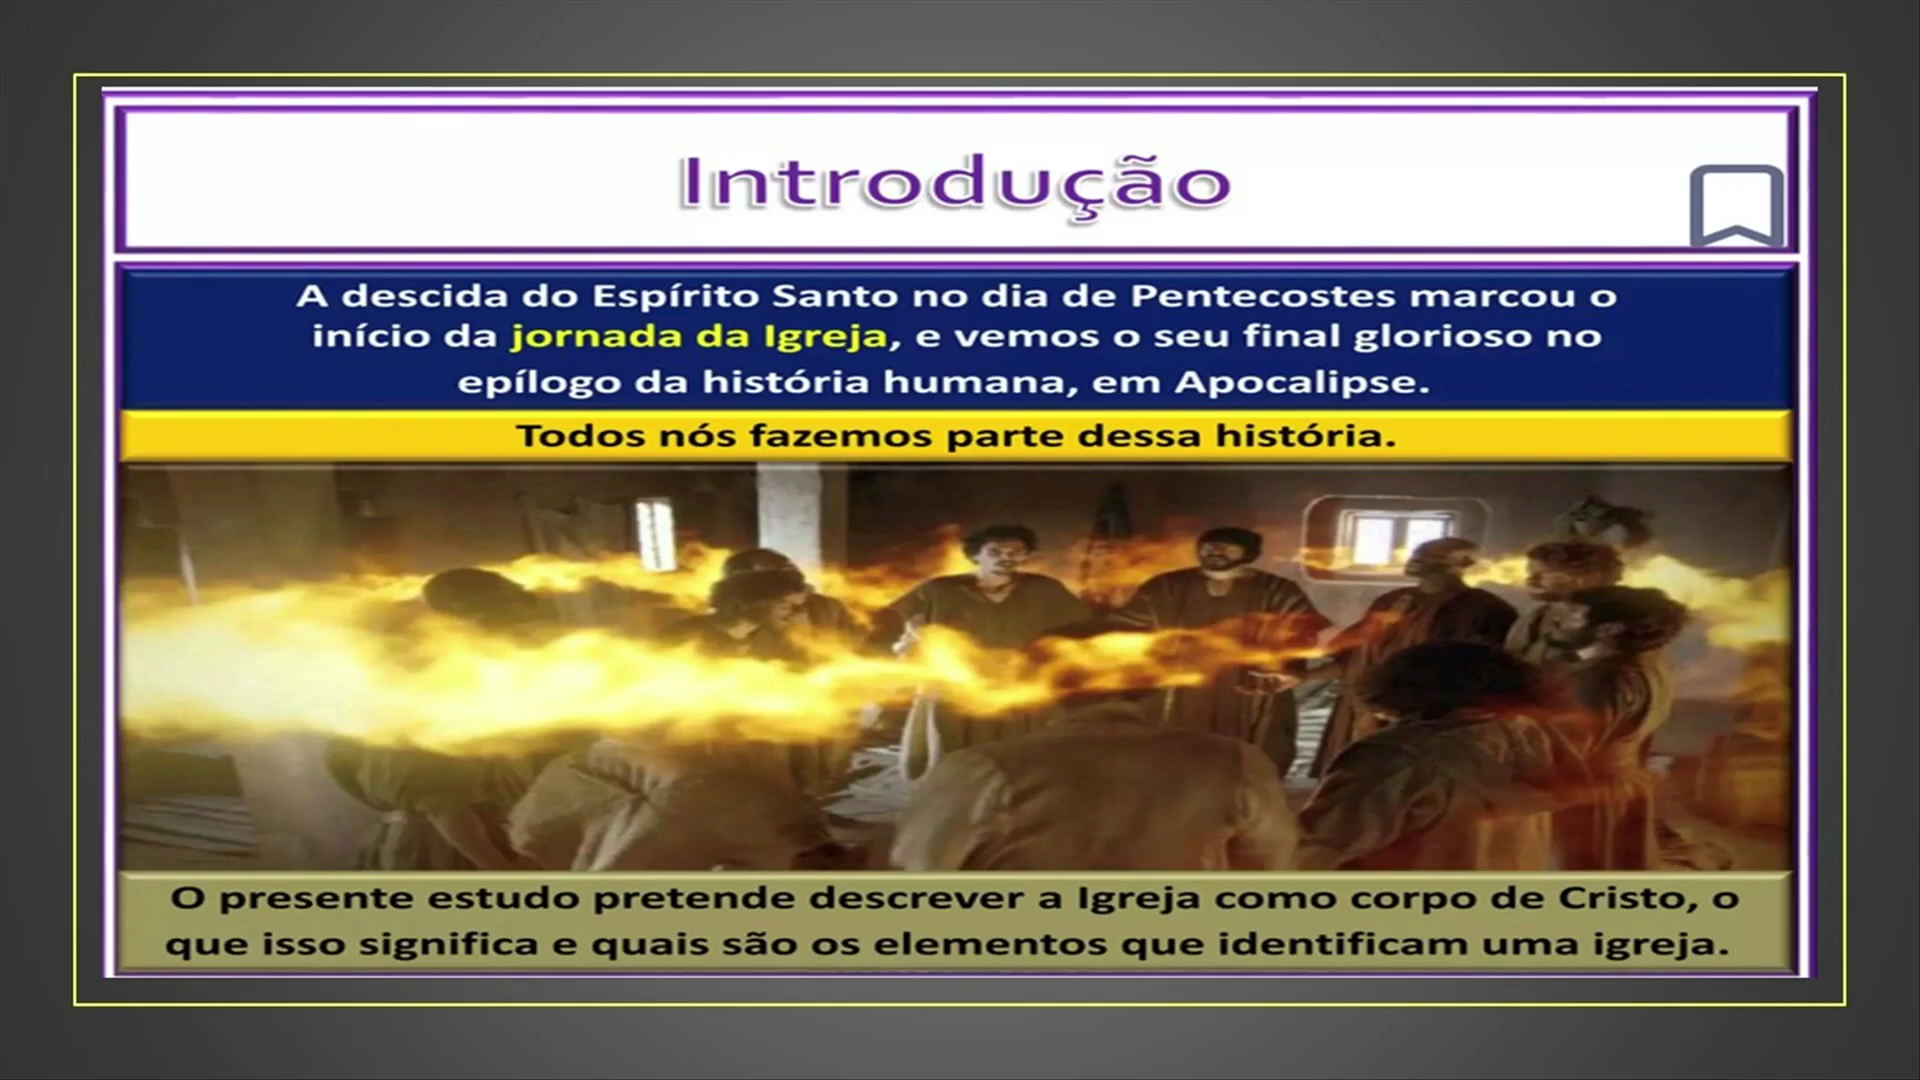 Introdução
A descida do Espírito Santo no dia de Pentecostes marcou o
início da jornada da Igreja, e vemos o seu final glorioso no
epílogo da história humana, em Apocalipse.
Todos nós fazemos parte dessa história.
O presente estudo pretende descrever a Igreja como corpo de Cristo, o
que isso significa e quais são os elementos que identificam uma igreja.